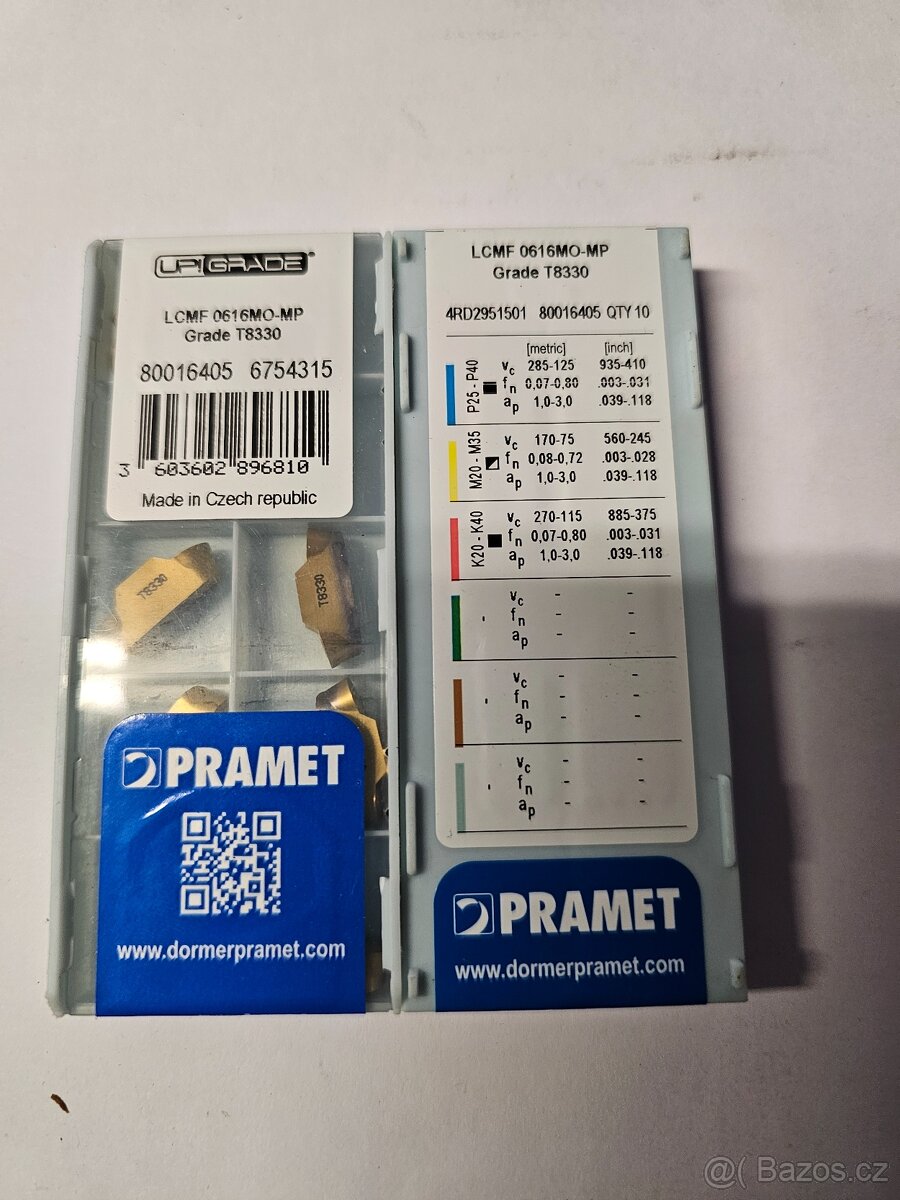 UP!GRADE®
LCMF 0616MO-MP
Grade T8330
80016405 6754315
3 603602 896810
Made in Czech republic
T8330
T8330
PRAMET
www.dormerpramet.com
LCMF 0616MO-MP
Grade T8330
4RD2951501 80016405 QTY 10
[metric] [inch]
P25 - P40
vc 285-125 935-410
fn 0,07-0,80 .003-.031
ap 1,0-3,0 .039-.118
M20 - M35
vc 170-75 560-245
fn 0,08-0,72 .003-.028
ap 1,0-3,0 .039-.118
K20 - K40
vc 270-115 885-375
fn 0,07-0,80 .003-.031
ap 1,0-3,0 .039-.118
vc - -
fn - -
ap - -
vc - -
fn - -
ap - -
vc - -
fn - -
ap - -
PRAMET
www.dormerpramet.com
@( Bazos.cz